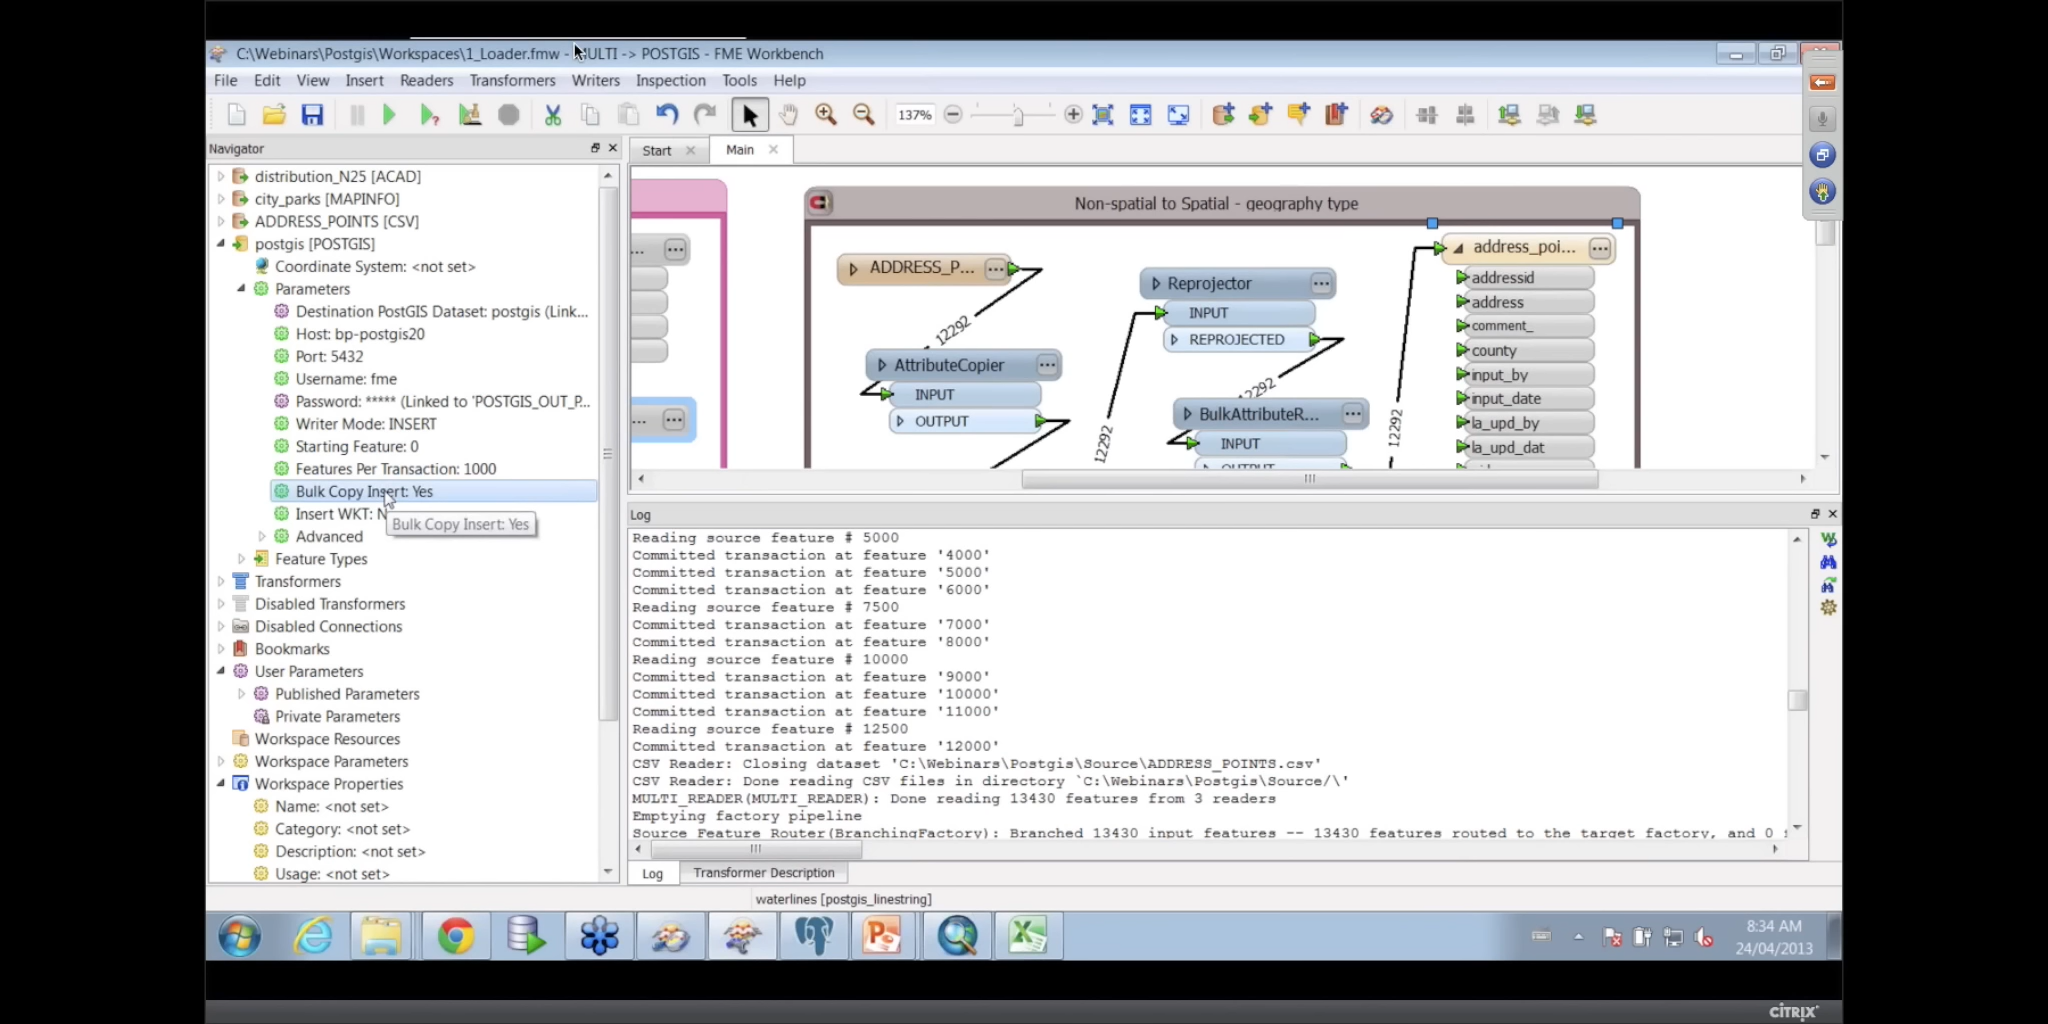 C:\Webinars\Postgis\Workspaces\1_Loader.fmw - MULTI -> POSTGIS - FME Workbench
File Edit View Insert Readers Transformers Writers Inspection Tools Help
137%
Navigator
distribution_N25 [ACAD]
city_parks [MAPINFO]
ADDRESS_POINTS [CSV]
postgis [POSTGIS]
Coordinate System: <not set>
Parameters
Destination PostGIS Dataset: postgis (Link...
Host: bp-postgis20
Port: 5432
Username: fme
Password: ***** (Linked to 'POSTGIS_OUT_P...
Writer Mode: INSERT
Starting Feature: 0
Features Per Transaction: 1000
Bulk Copy Insert: Yes
Insert WKT: N
Bulk Copy Insert: Yes
Advanced
Feature Types
Transformers
Disabled Transformers
Disabled Connections
Bookmarks
User Parameters
Published Parameters
Private Parameters
Workspace Resources
Workspace Parameters
Workspace Properties
Name: <not set>
Category: <not set>
Description: <not set>
Usage: <not set>
Start
Main
Non-spatial to Spatial - geography type
ADDRESS_P...
12292
AttributeCopier
INPUT
OUTPUT
12292
Reprojector
INPUT
REPROJECTED
12292
BulkAttributeR...
INPUT
OUTPUT
12292
address_poi...
addressid
address
comment_
county
input_by
input_date
la_upd_by
la_upd_dat
Log
Reading source feature # 5000
Committed transaction at feature '4000'
Committed transaction at feature '5000'
Committed transaction at feature '6000'
Reading source feature # 7500
Committed transaction at feature '7000'
Committed transaction at feature '8000'
Reading source feature # 10000
Committed transaction at feature '9000'
Committed transaction at feature '10000'
Committed transaction at feature '11000'
Reading source feature # 12500
Committed transaction at feature '12000'
CSV Reader: Closing dataset 'C:\Webinars\Postgis\Source\ADDRESS_POINTS.csv'
CSV Reader: Done reading CSV files in directory `C:\Webinars\Postgis\Source/\'
MULTI_READER(MULTI_READER): Done reading 13430 features from 3 readers
Emptying factory pipeline
Source Feature Router(BranchingFactory): Branched 13430 input features -- 13430 features routed to the target factory, and 0
Log
Transformer Description
waterlines [postgis_linestring]
8:34 AM
24/04/2013
CITRIX